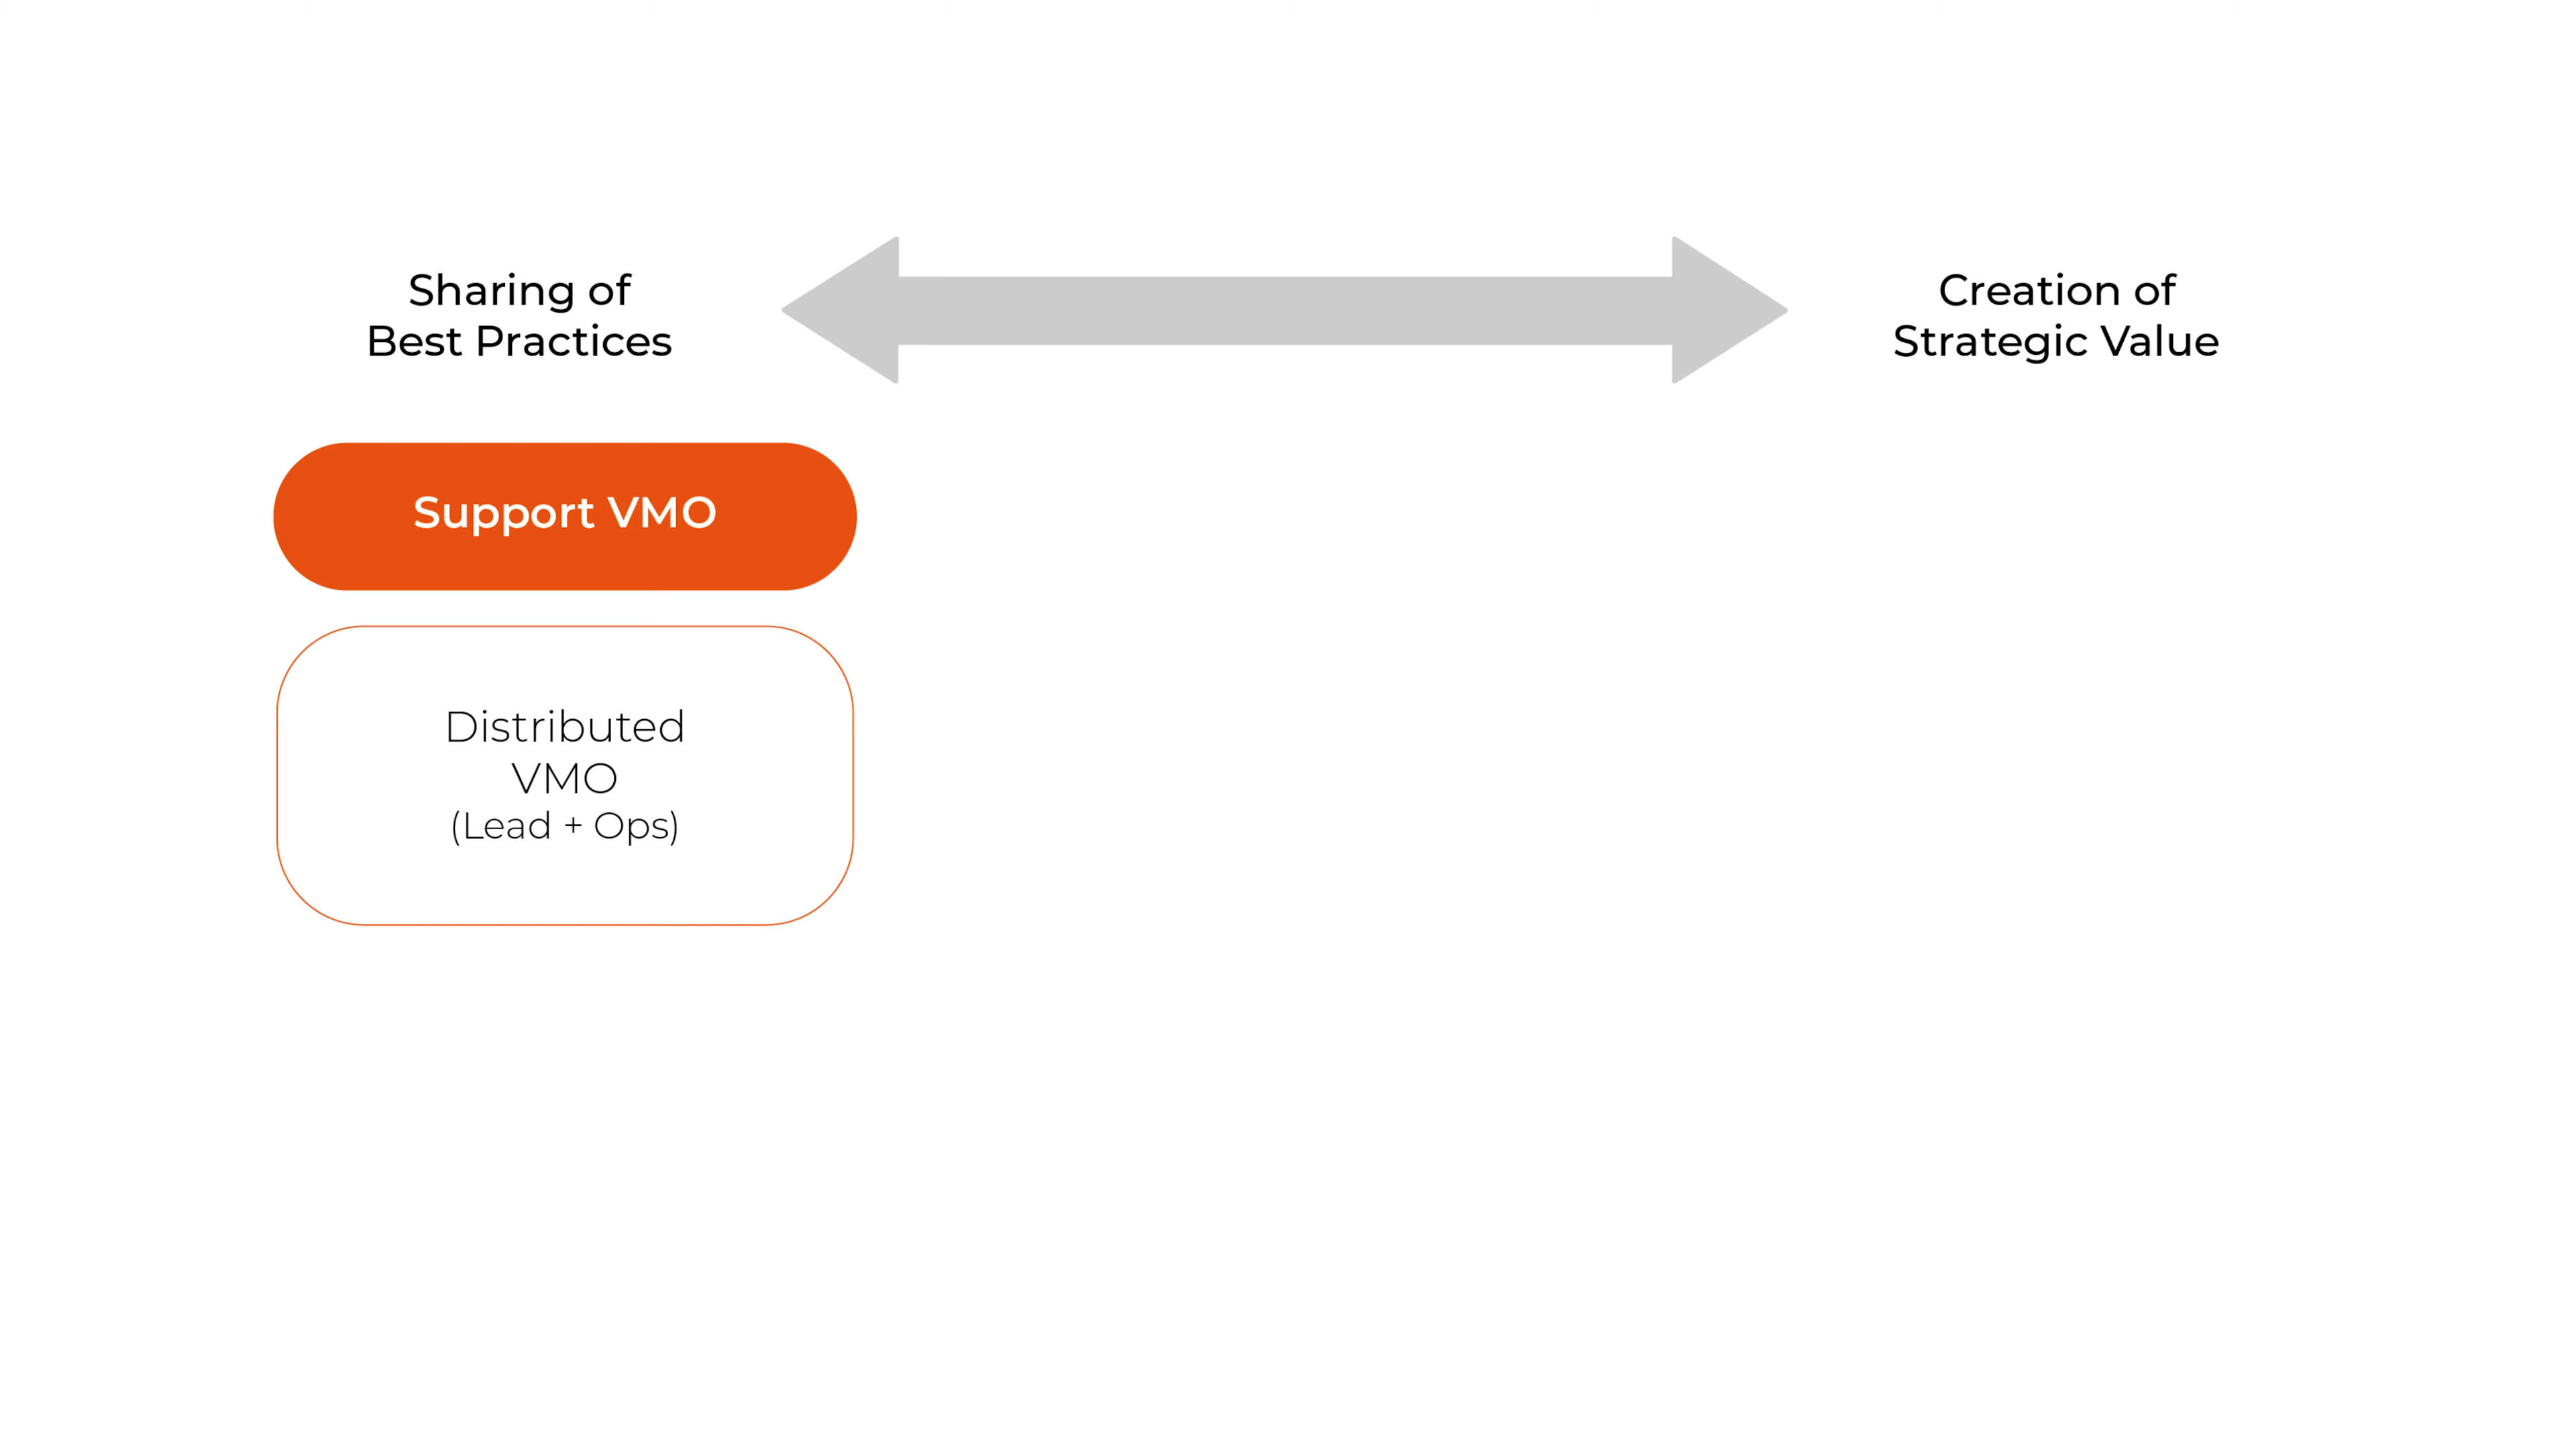 Sharing of
Best Practices
Creation of
Strategic Value
Support VMO
Distributed
VMO
(Lead + Ops)